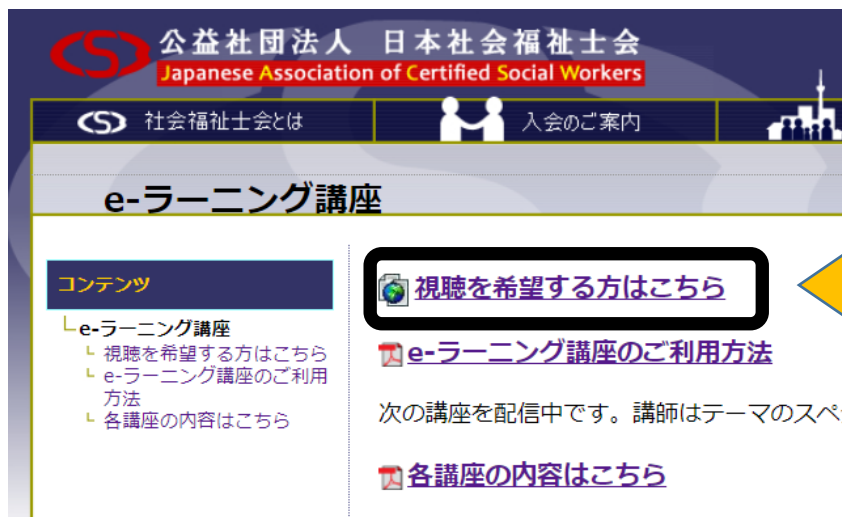 公益社団法人 日本社会福祉士会
Japanese Association of Certified Social Workers
社会福祉士会とは
入会のご案内
e-ラーニング講座
コンテンツ
e-ラーニング講座
視聴を希望する方はこちら
e-ラーニング講座のご利用
方法
各講座の内容はこちら
視聴を希望する方はこちら
e-ラーニング講座のご利用方法
次の講座を配信中です。講師はテーマのスペ
各講座の内容はこちら